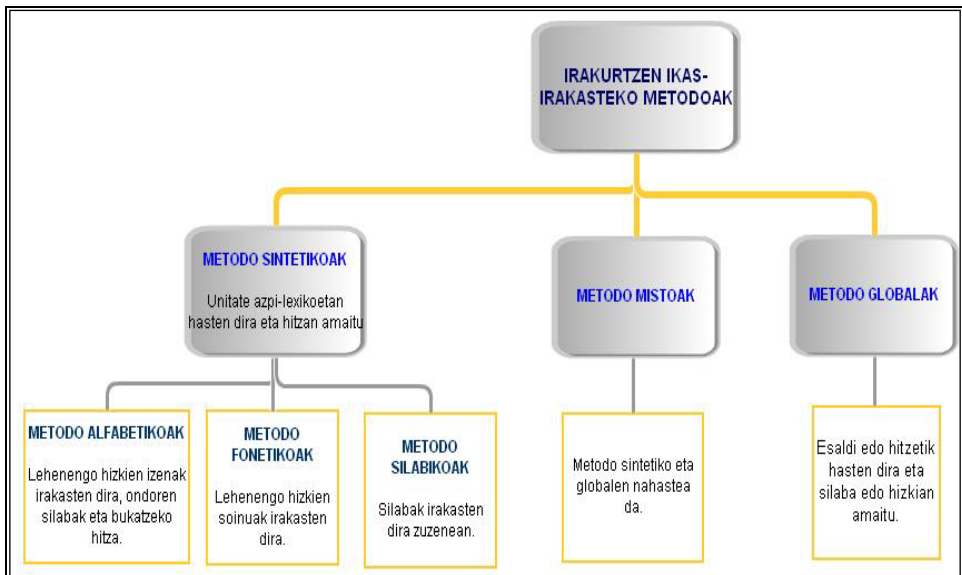 IRAKURTZEN IKAS-
IRAKASTEKO METODOAK
METODO SINTETIKOAK
Unitate azpi-lexikoetan
hasten dira eta hitzan amaitu
METODO MISTOAK
METODO GLOBALAK
METODO ALFABETIKOAK
Lehenengo hizkien izenak
irakasten dira, ondoren
silabak eta bukatzeko
hitza.
METODO
FONETIKOAK
Lehenengo hizkien
soinuak irakasten
dira.
METODO
SILABIKOAK
Silabak irakasten
dira zuzenean.
Metodo sintetiko eta
globalen nahastea
da.
Esaldi edo hitzetik
hasten dira eta
silaba edo hizkian
amaitu.